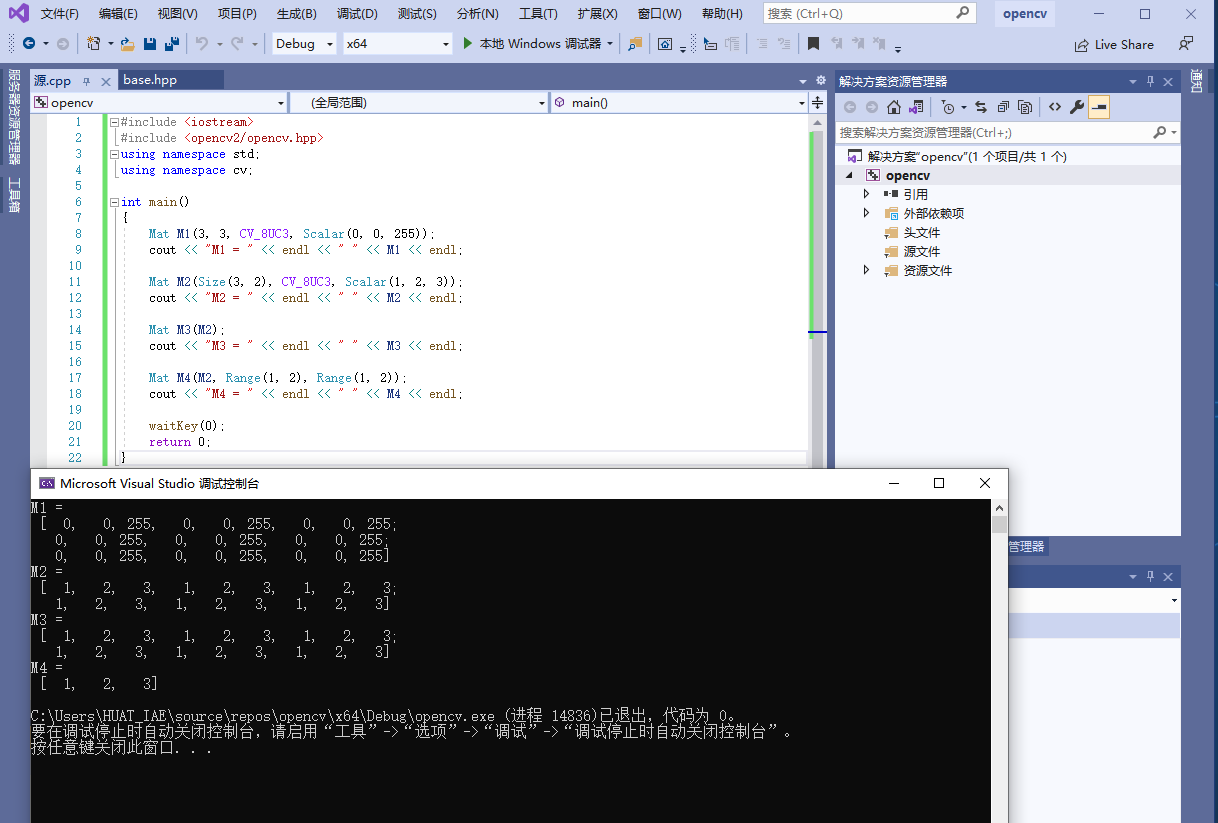 文件(F) 编辑(E) 视图(V) 项目(P) 生成(B) 调试(D) 测试(S) 分析(N) 工具(T) 扩展(X) 窗口(W) 帮助(H) 搜索 (Ctrl+Q) opencv
Debug x64 本地 Windows 调试器 Live Share
服务器资源管理器
工具箱
源.cpp base.hpp
opencv (全局范围) main()
1 #include <iostream>
2 #include <opencv2/opencv.hpp>
3 using namespace std;
4 using namespace cv;
5
6 int main()
7 {
8 Mat M1(3, 3, CV_8UC3, Scalar(0, 0, 255));
9 cout << "M1 = " << endl << " " << M1 << endl;
10
11 Mat M2(Size(3, 2), CV_8UC3, Scalar(1, 2, 3));
12 cout << "M2 = " << endl << " " << M2 << endl;
13
14 Mat M3(M2);
15 cout << "M3 = " << endl << " " << M3 << endl;
16
17 Mat M4(M2, Range(1, 2), Range(1, 2));
18 cout << "M4 = " << endl << " " << M4 << endl;
19
20 waitKey(0);
21 return 0;
22 }
解决方案资源管理器
搜索解决方案资源管理器(Ctrl+;)
解决方案"opencv"(1 个项目/共 1 个)
opencv
引用
外部依赖项
头文件
源文件
资源文件
通知
管理器
Microsoft Visual Studio 调试控制台
M1 =
[  0,   0, 255,   0,   0, 255,   0,   0, 255;
0,   0, 255,   0,   0, 255,   0,   0, 255;
0,   0, 255,   0,   0, 255,   0,   0, 255]
M2 =
[  1,   2,   3,   1,   2,   3,   1,   2,   3;
1,   2,   3,   1,   2,   3,   1,   2,   3]
M3 =
[  1,   2,   3,   1,   2,   3,   1,   2,   3;
1,   2,   3,   1,   2,   3,   1,   2,   3]
M4 =
[  1,   2,   3]
C:\Users\HUAT_IAE\source\repos\opencv\x64\Debug\opencv.exe (进程 14836)已退出，代码为 0。
要在调试停止时自动关闭控制台，请启用“工具”->“选项”->“调试”->“调试停止时自动关闭控制台”。
按任意键关闭此窗口. . .